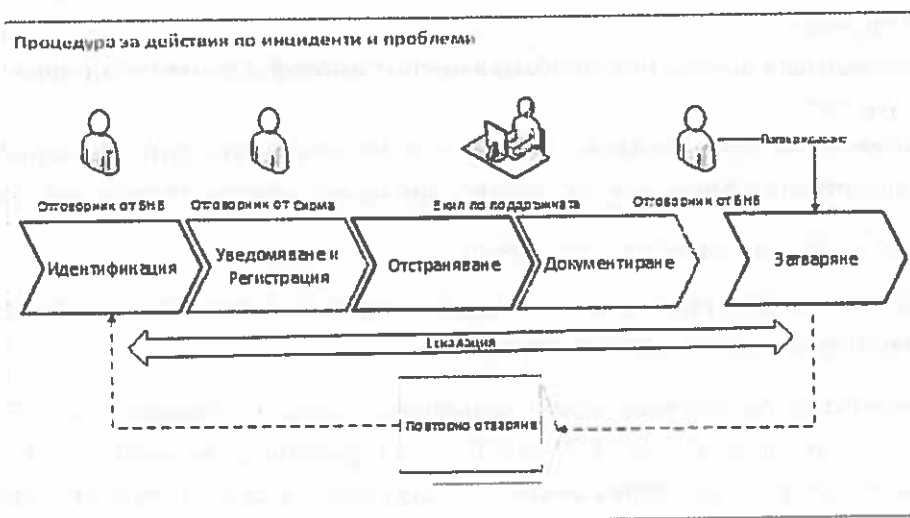 Процедура за действия по инциденти и проблеми
Отговорник от БНБ
Отговорник от Сирма
Екип по поддръжката
Отговорник от БНБ
Потвърждава
Идентификация
Уведомяване и
Регистрация
Отстраняване
Документиране
Затваряне
Ескалация
Повторно отваряне